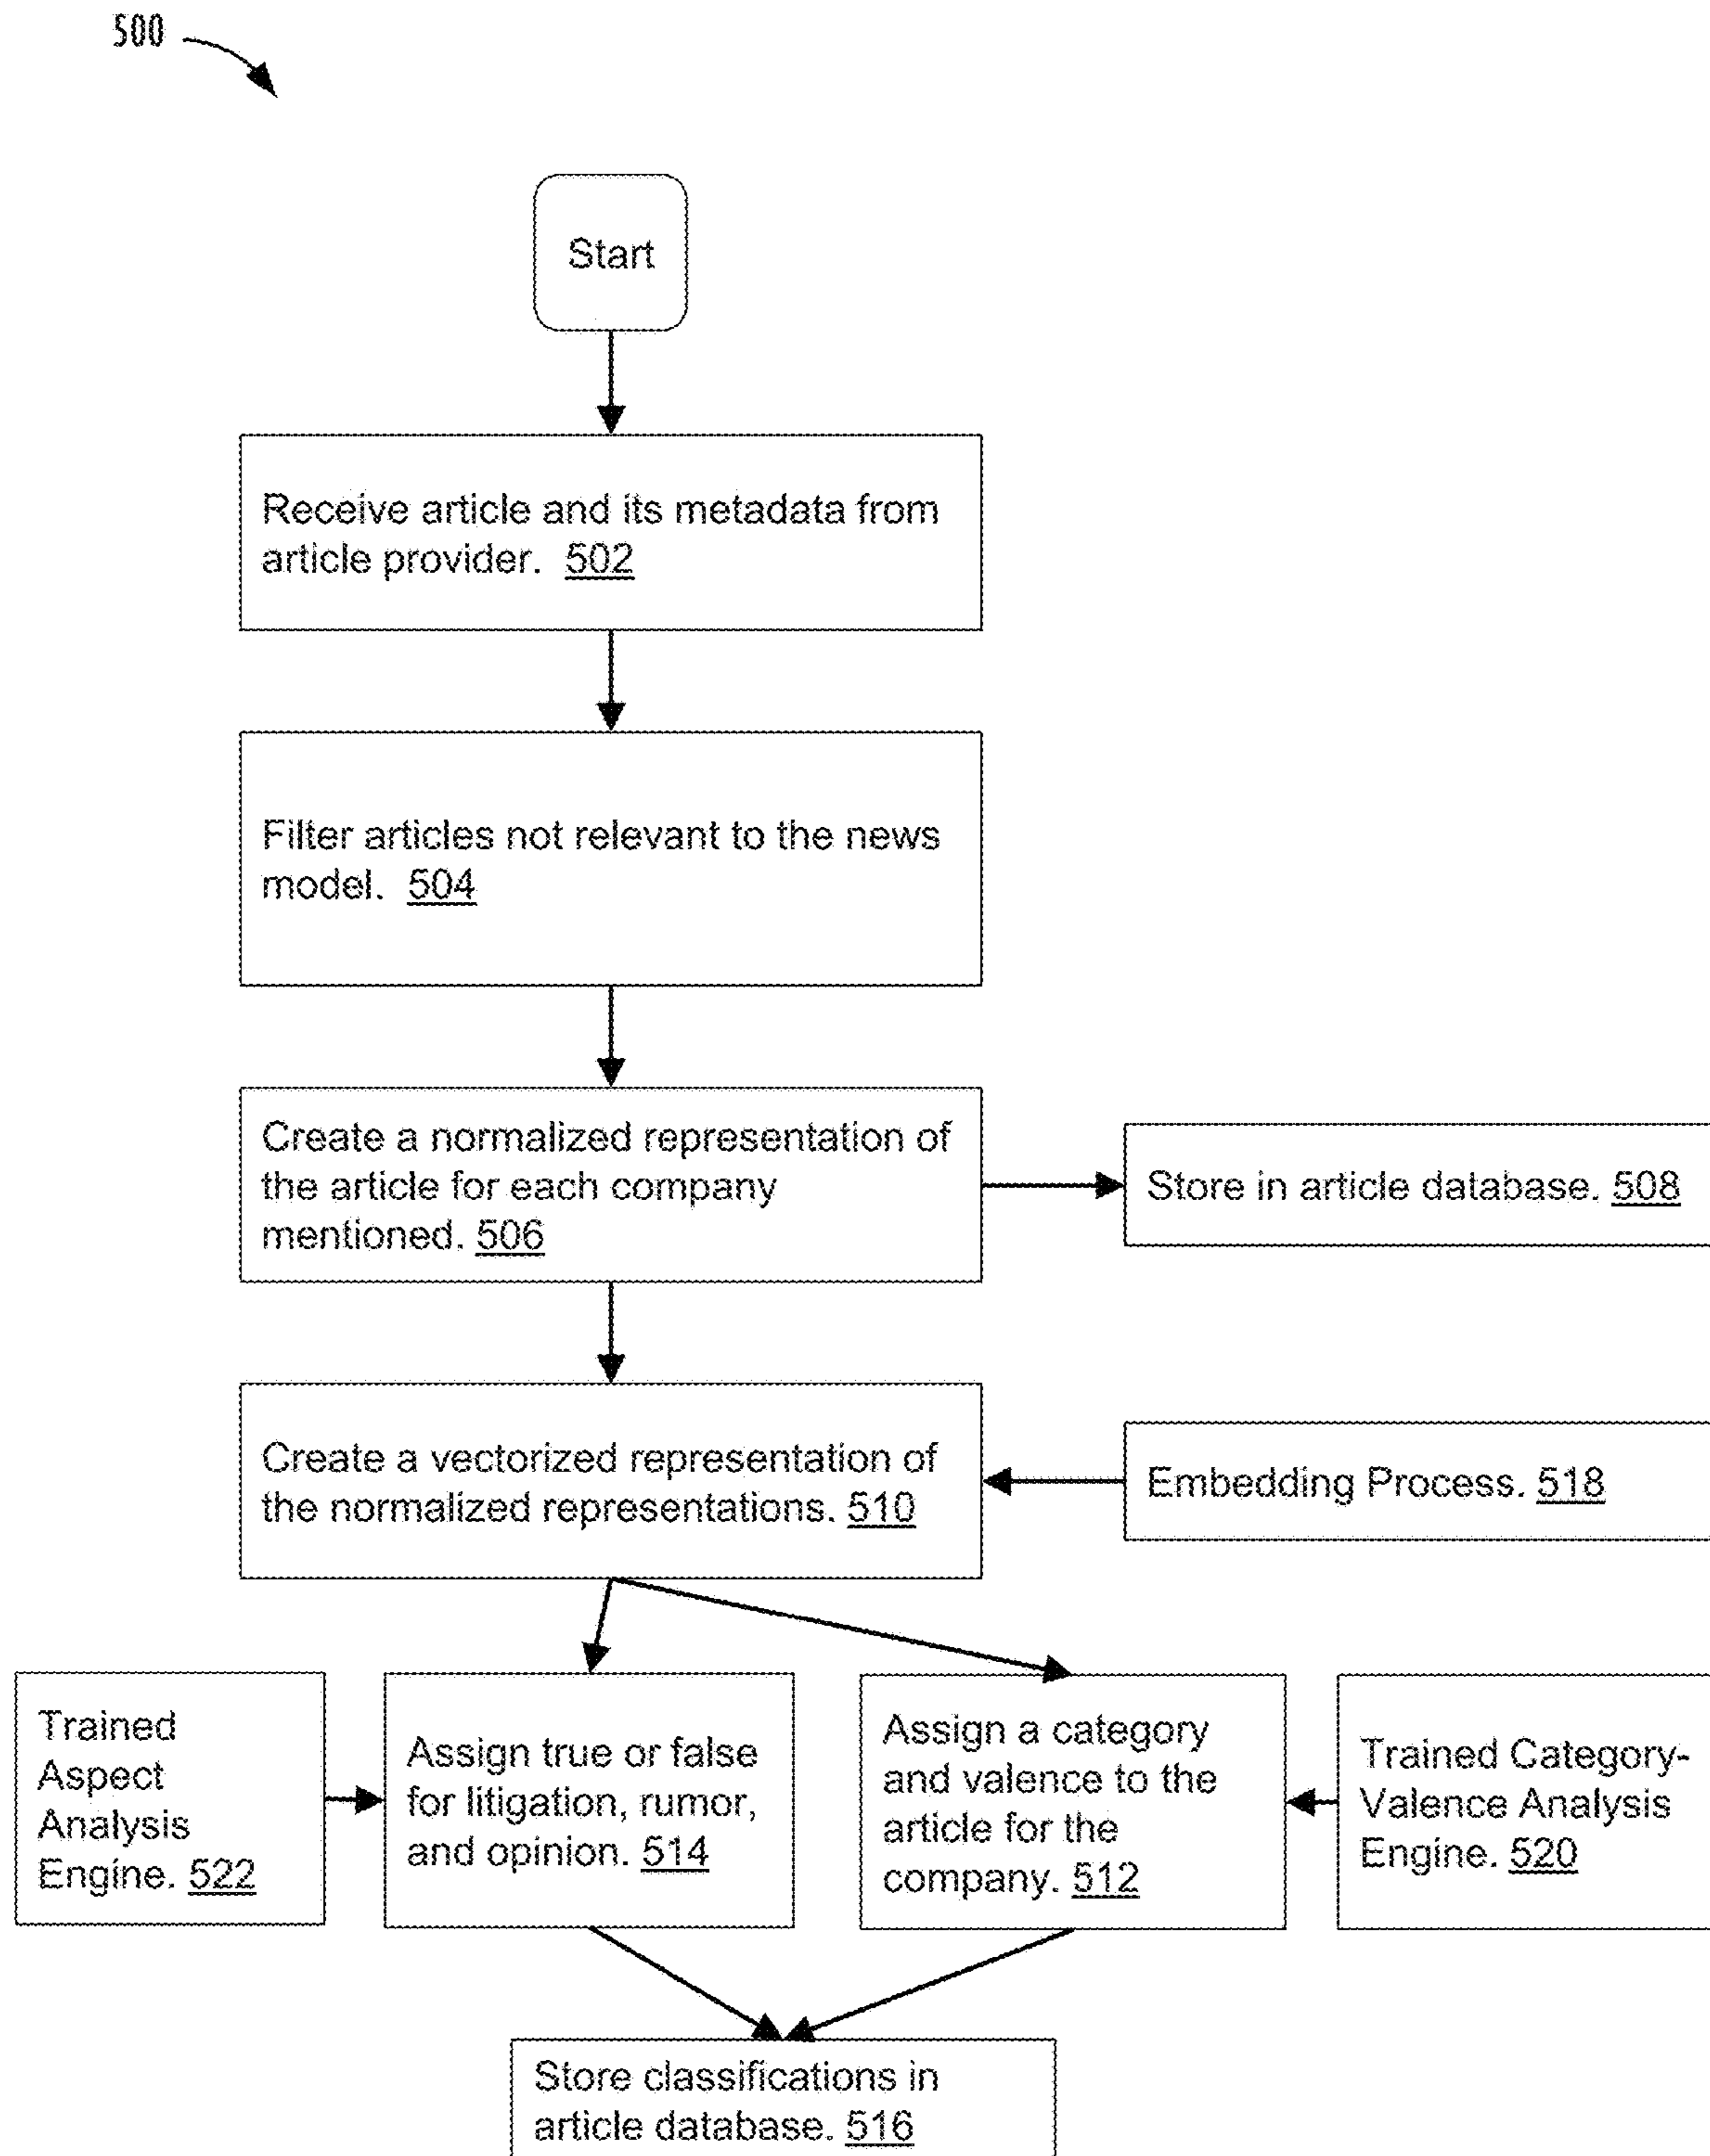 500
Start
Receive article and its metadata from
article provider. 502
Filter articles not relevant to the news
model. 504
Create a normalized representation of
the article for each company
mentioned. 506
Store in article database. 508
Create a vectorized representation of
the normalized representations. 510
Embedding Process. 518
Trained
Aspect
Analysis
Engine. 522
Assign true or false
for litigation, rumor,
and opinion. 514
Assign a category
and valence to the
article for the
company. 512
Trained Category-
Valence Analysis
Engine. 520
Store classifications in
article database. 516